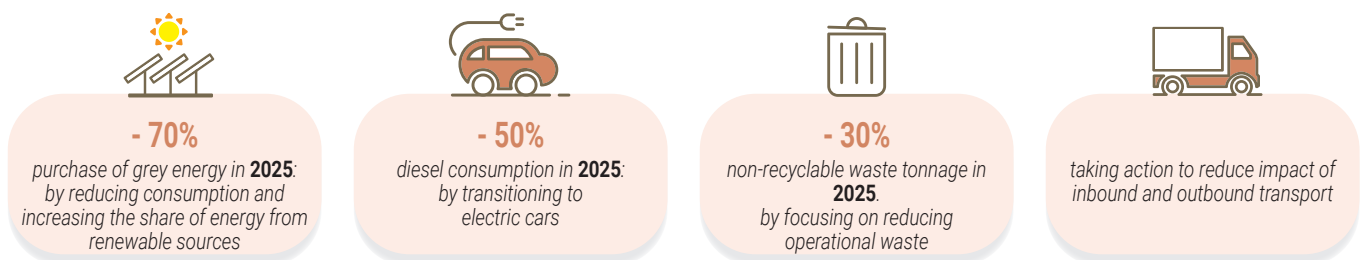 - 70%
purchase of grey energy in 2025:
by reducing consumption and
increasing the share of energy from
renewable sources
- 50%
diesel consumption in 2025:
by transitioning to
electric cars
- 30%
non-recyclable waste tonnage in
2025.
by focusing on reducing
operational waste
taking action to reduce impact of
inbound and outbound transport